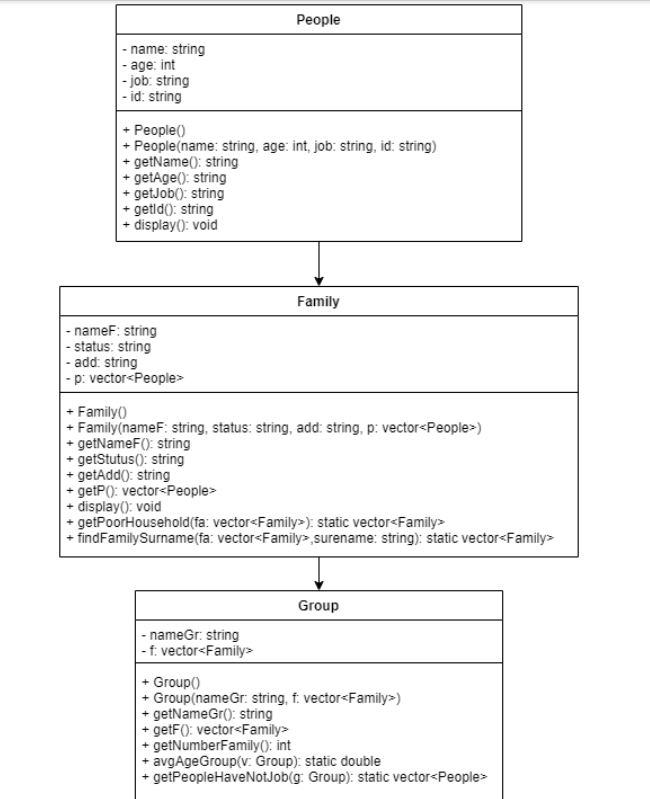 People
- name: string
- age: int
- job: string
- id: string
+ People()
+ People(name: string, age: int, job: string, id: string)
+ getName(): string
+ getAge(): string
+ getJob(): string
+ getId(): string
+ display(): void
Family
- nameF: string
- status: string
- add: string
- p: vector<People>
+ Family()
+ Family(nameF: string, status: string, add: string, p: vector<People>)
+ getNameF(): string
+ getStutus(): string
+ getAdd(): string
+ getP(): vector<People>
+ display(): void
+ getPoorHousehold(fa: vector<Family>): static vector<Family>
+ findFamilySurname(fa: vector<Family>,surename: string): static vector<Family>
Group
- nameGr: string
- f: vector<Family>
+ Group()
+ Group(nameGr: string, f: vector<Family>)
+ getNameGr(): string
+ getF(): vector<Family>
+ getNumberFamily(): int
+ avgAgeGroup(v: Group): static double
+ getPeopleHaveNotJob(g: Group): static vector<People>